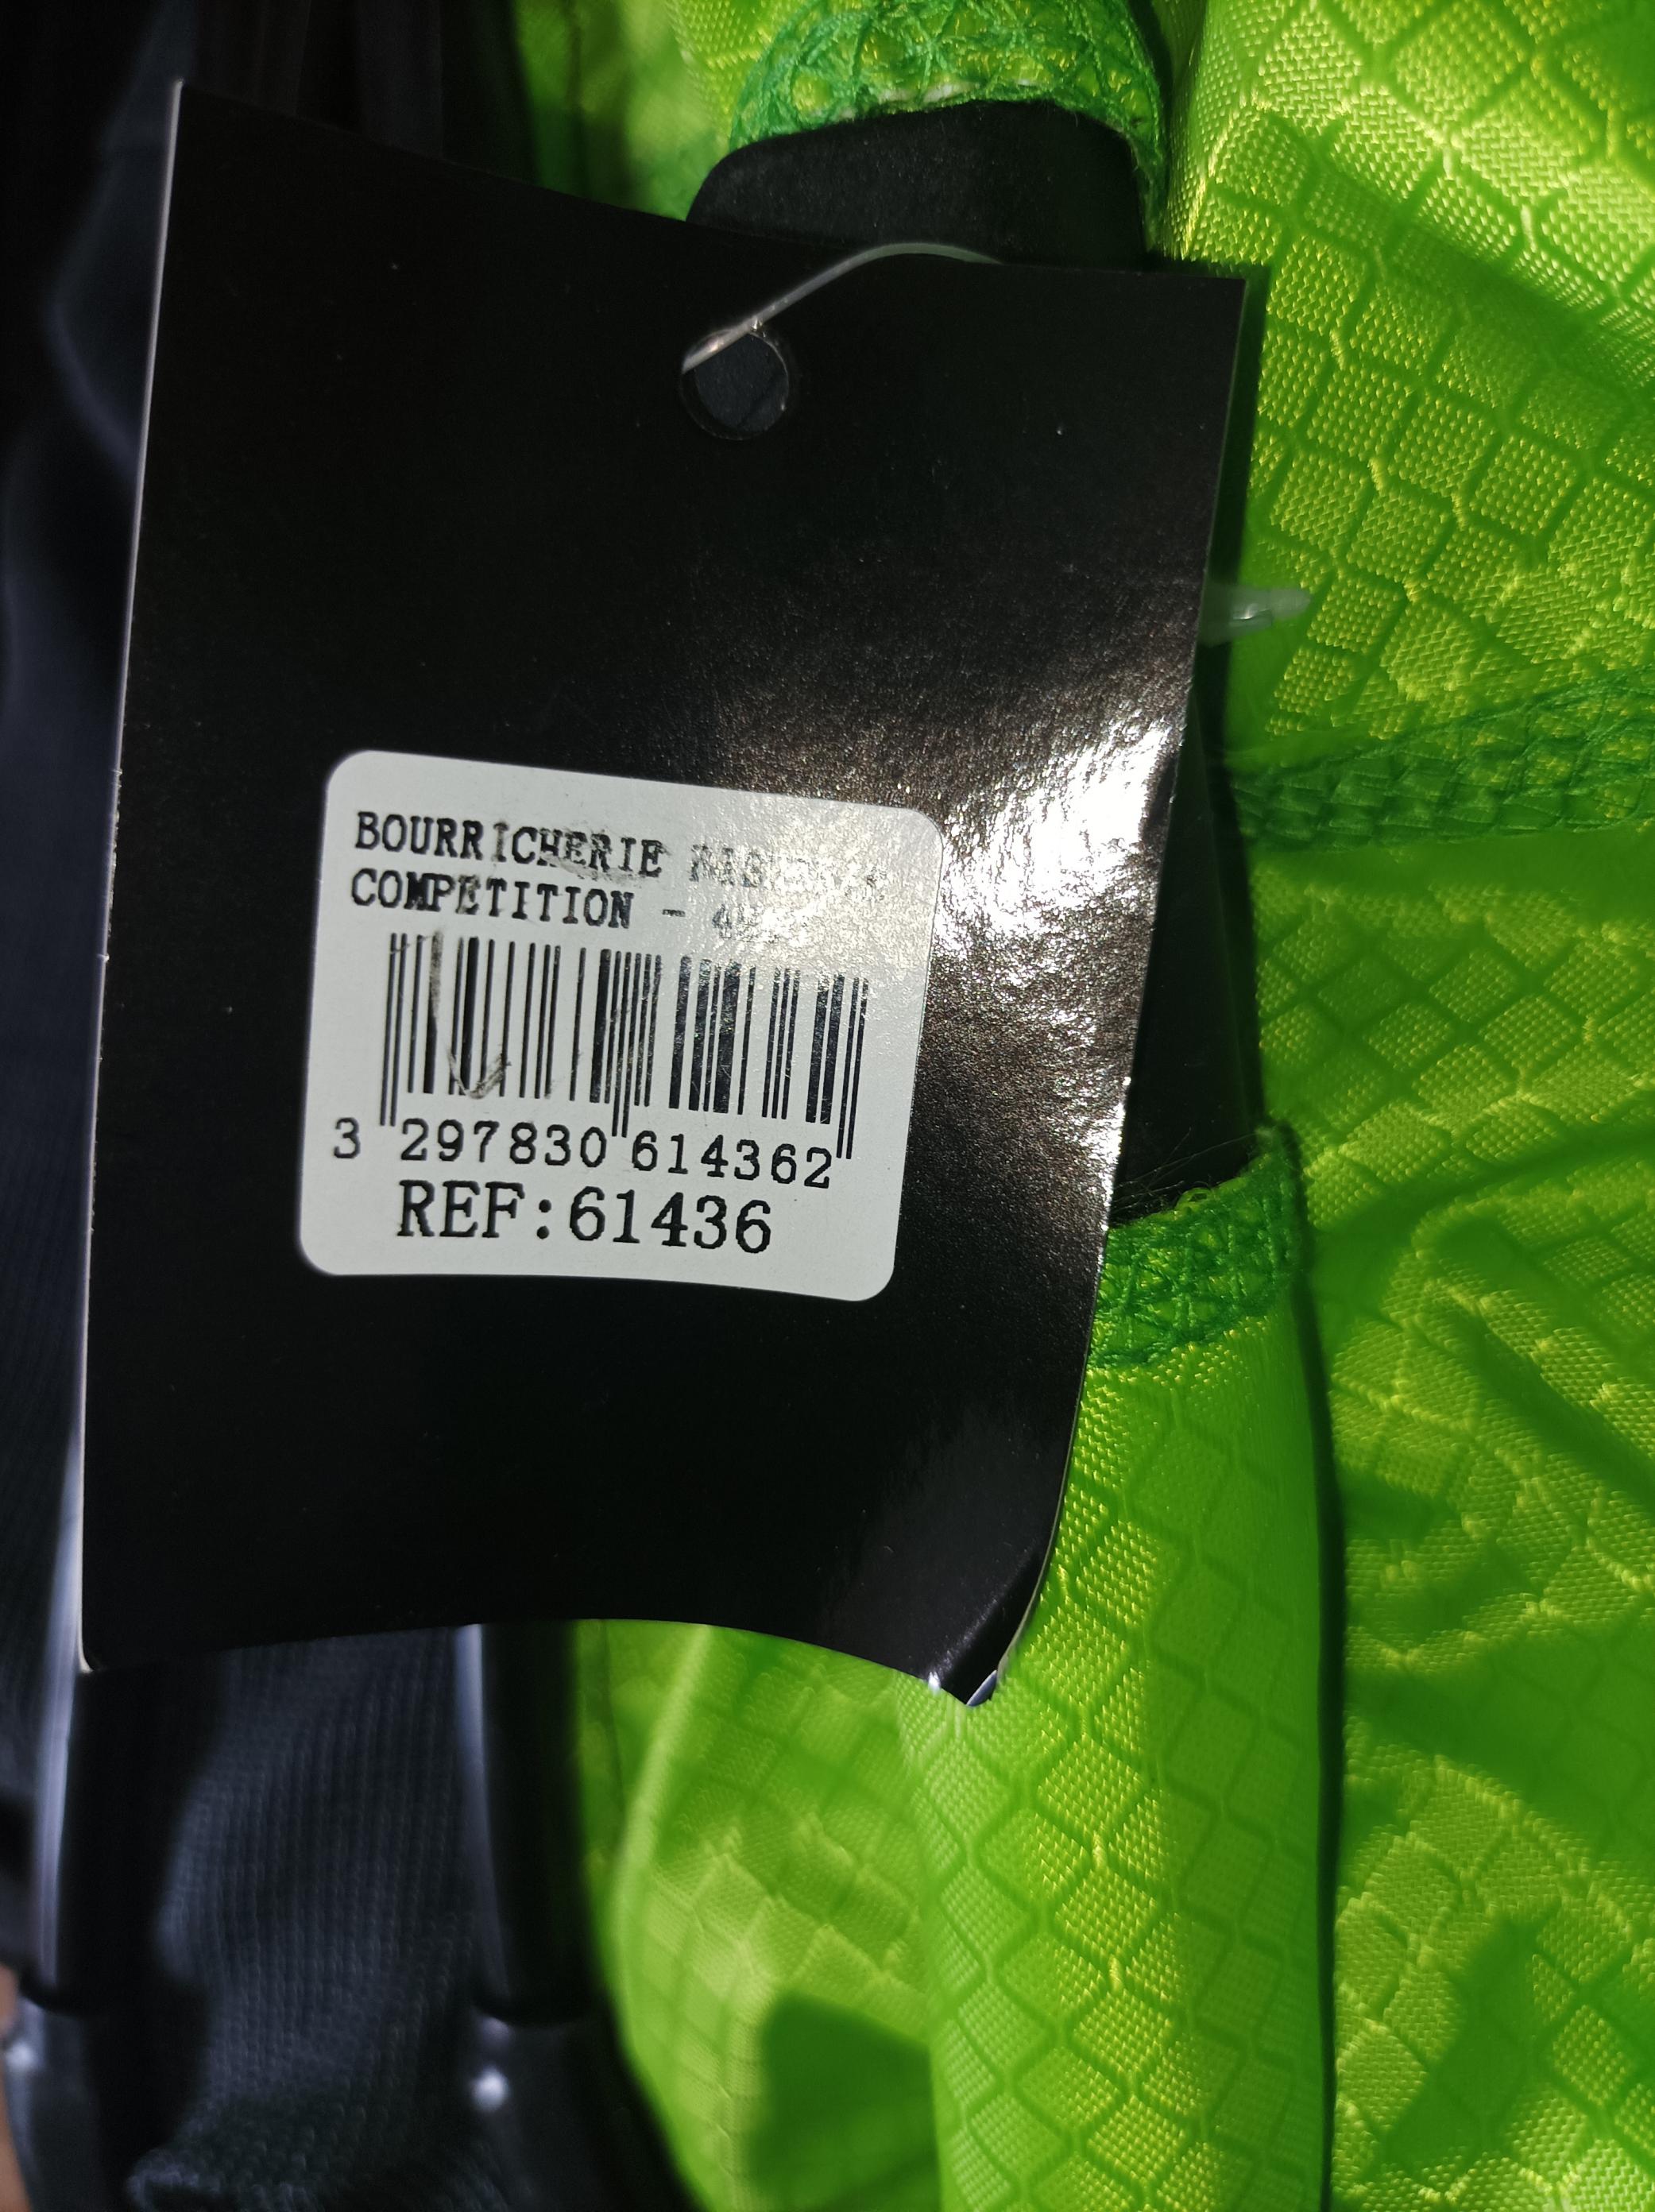 BOURRICHERIE
COMPETITION -
3 297830 614362
REF:61436